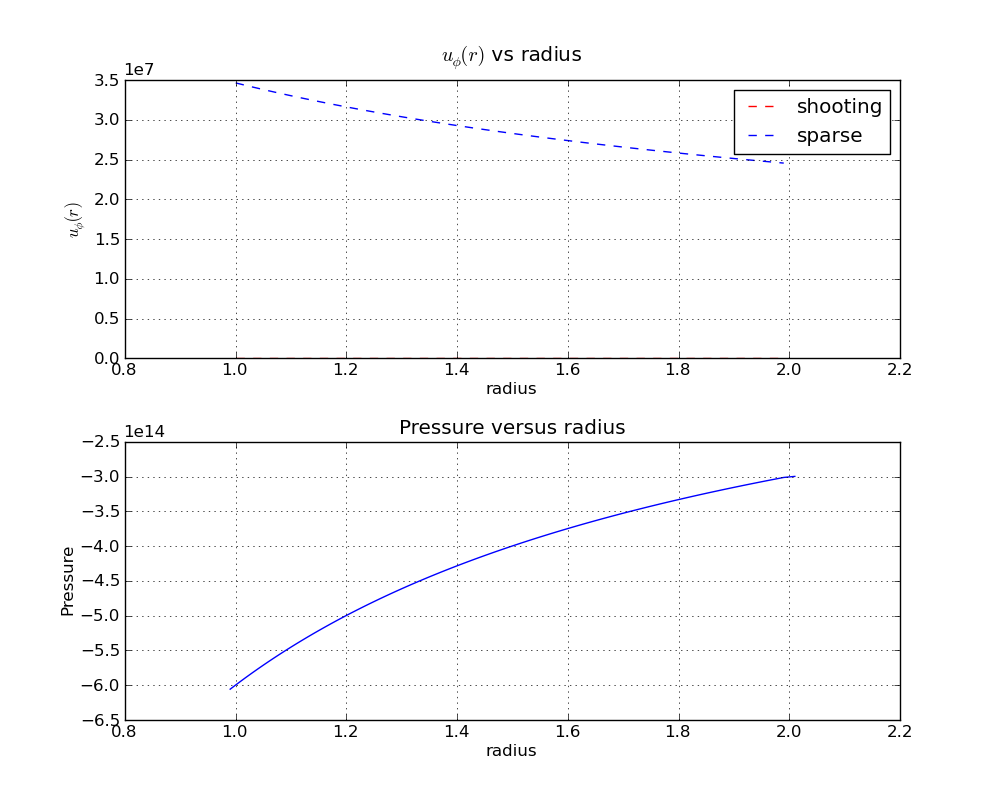 $u_\phi(r)$ vs radius
1e7
3.5
3.0
2.5
2.0
1.5
1.0
0.5
0.0
$u_\phi(r)$
shooting
sparse
0.8 1.0 1.2 1.4 1.6 1.8 2.0 2.2
radius
Pressure versus radius
1e14
−2.5
−3.0
−3.5
−4.0
−4.5
−5.0
−5.5
−6.0
−6.5
Pressure
0.8 1.0 1.2 1.4 1.6 1.8 2.0 2.2
radius